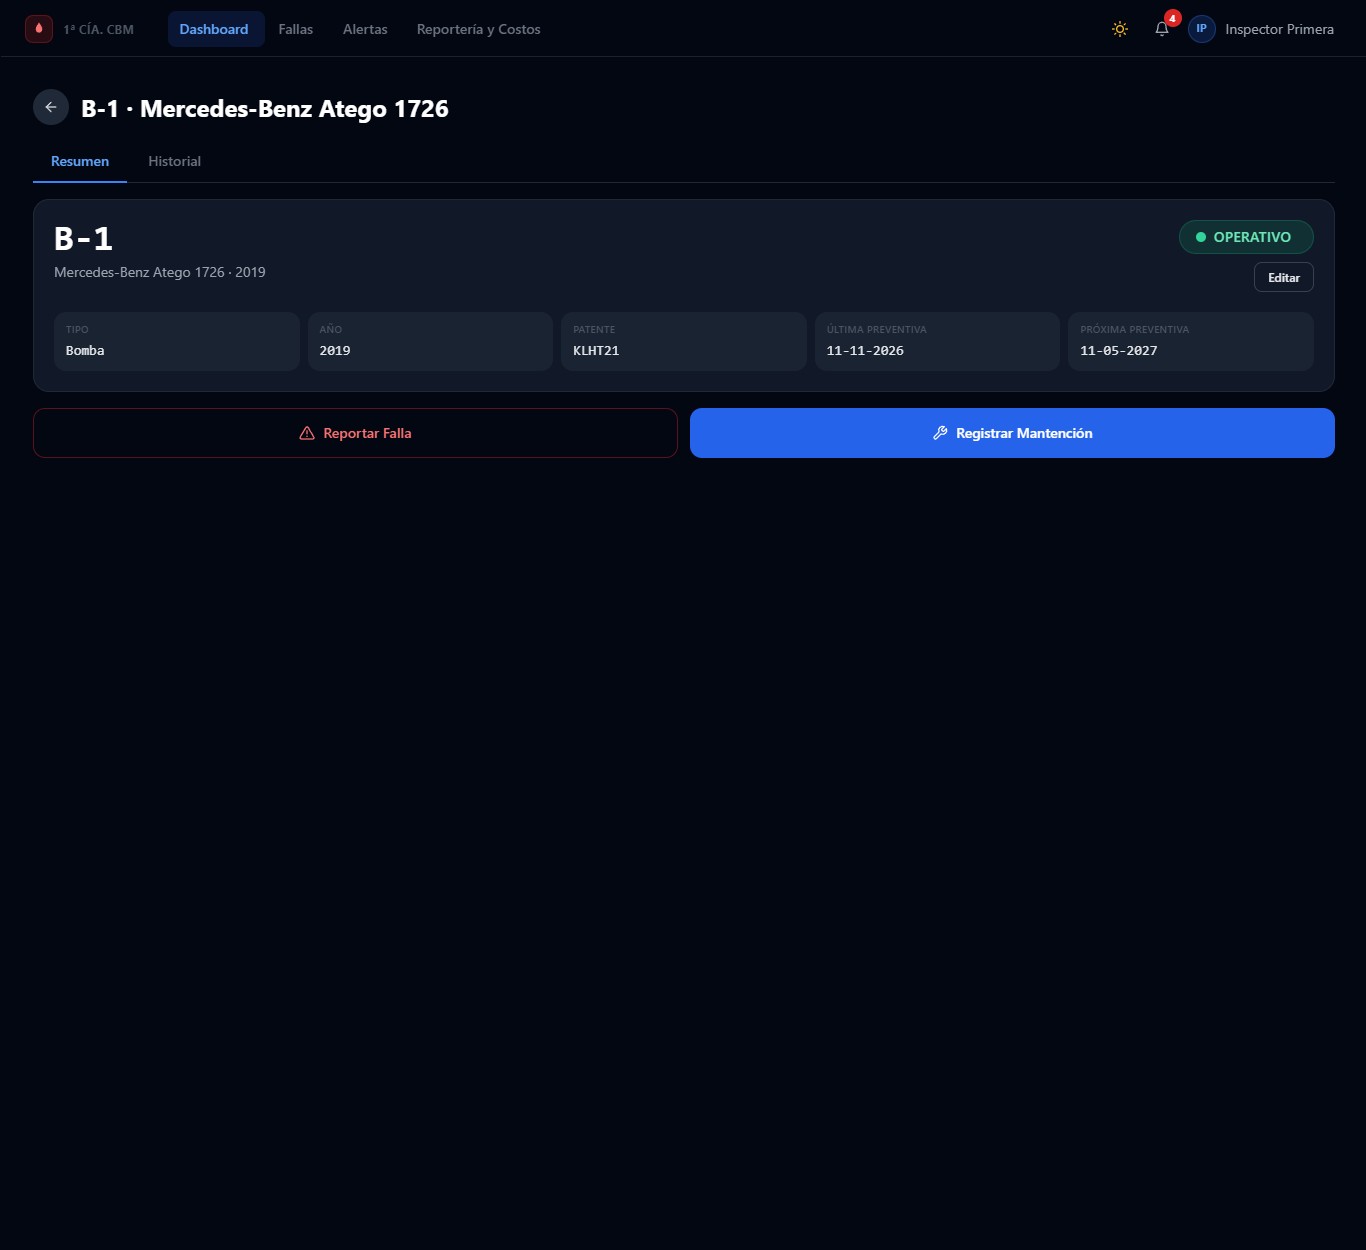 1ª CÍA. CBM
Dashboard
Fallas
Alertas
Reportería y Costos
4
IP
Inspector Primera
B-1 · Mercedes-Benz Atego 1726
Resumen
Historial
B-1
OPERATIVO
Mercedes-Benz Atego 1726 · 2019
Editar
TIPO
Bomba
AÑO
2019
PATENTE
KLHT21
ÚLTIMA PREVENTIVA
11-11-2026
PRÓXIMA PREVENTIVA
11-05-2027
Reportar Falla
Registrar Mantención